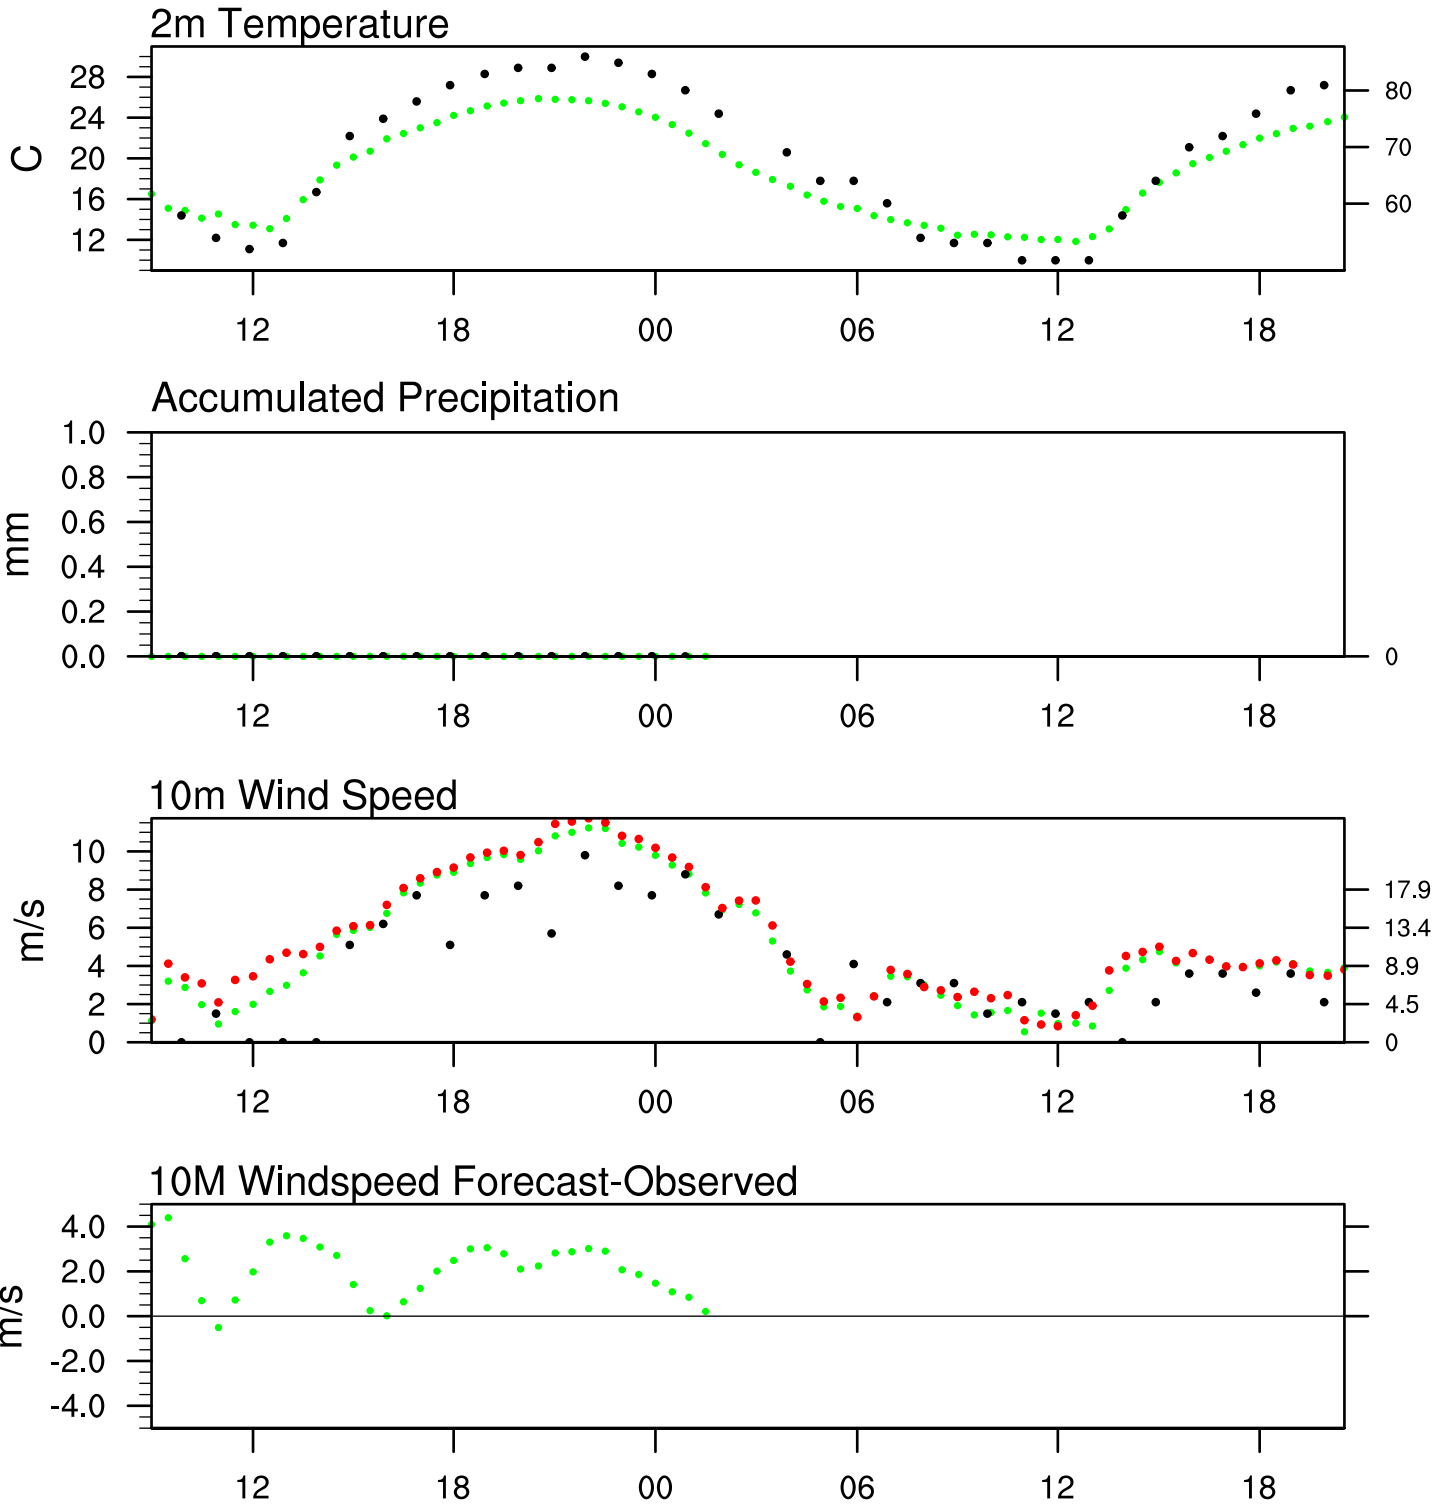 2m Temperature
28
24
20
16
12
C
80
70
60
12 18 00 06 12 18
Accumulated Precipitation
1.0
0.8
0.6
0.4
0.2
0.0
mm
0
12 18 00 06 12 18
10m Wind Speed
10
8
6
4
2
0
m/s
17.9
13.4
8.9
4.5
0
12 18 00 06 12 18
10M Windspeed Forecast-Observed
4.0
2.0
0.0
-2.0
-4.0
m/s
12 18 00 06 12 18